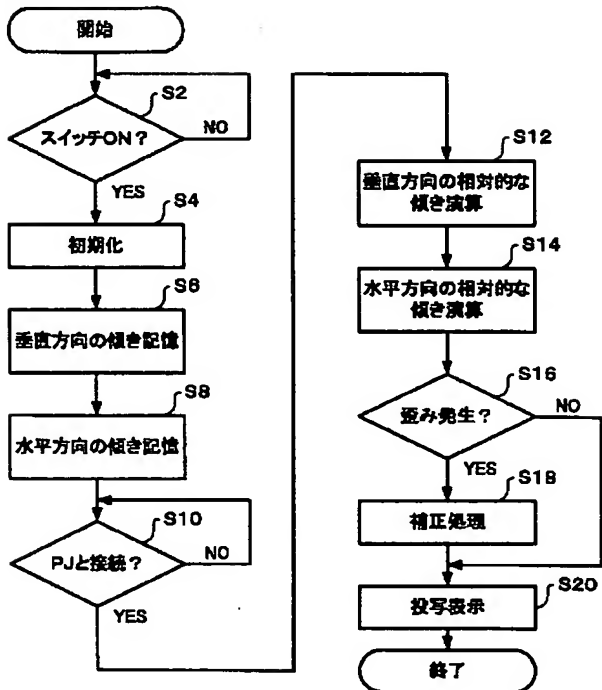 開始
S2
スイッチON?
NO
YES
S4
初期化
S6
垂直方向の傾き記憶
S8
水平方向の傾き記憶
S10
PJと接続?
NO
YES
S12
垂直方向の相対的な
傾き演算
S14
水平方向の相対的な
傾き演算
S16
歪み発生?
NO
YES
S18
補正処理
S20
投写表示
終了